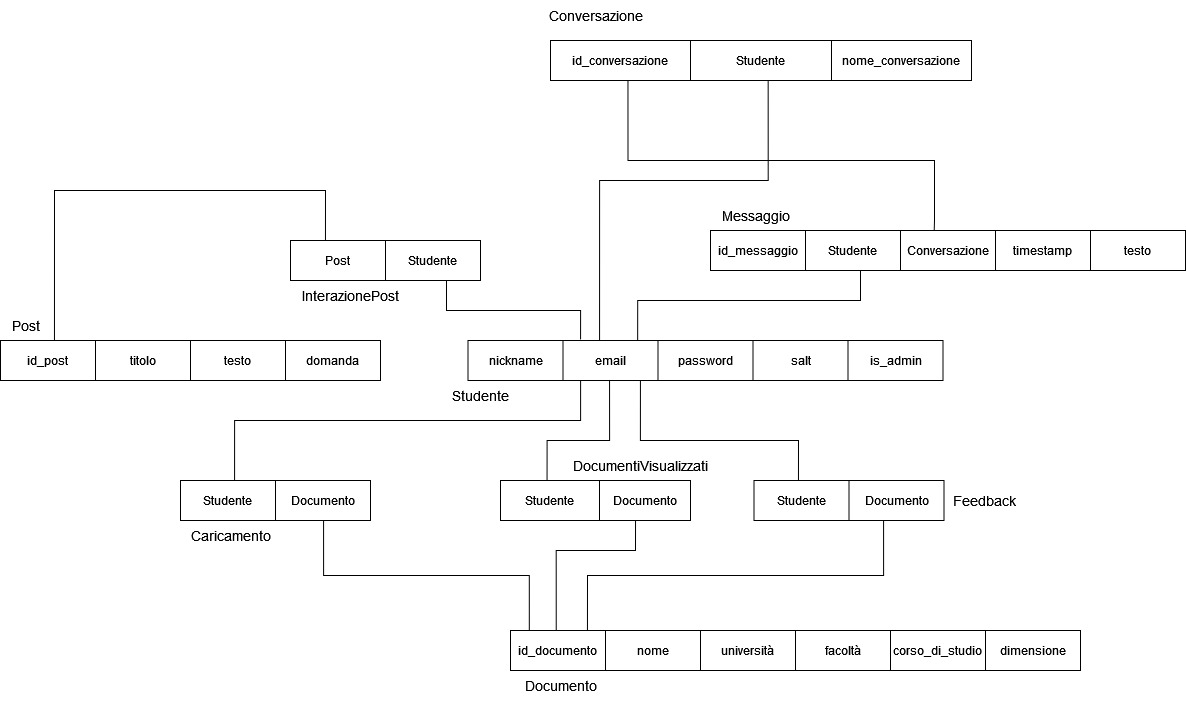 Conversazione
id_conversazione Studente nome_conversazione
Messaggio
id_messaggio Studente Conversazione timestamp testo
Post Studente
InterazionePost
Post
id_post titolo testo domanda
nickname email password salt is_admin
Studente
DocumentiVisualizzati
Studente Documento
Caricamento
Studente Documento
Studente Documento
Feedback
id_documento nome università facoltà corso_di_studio dimensione
Documento